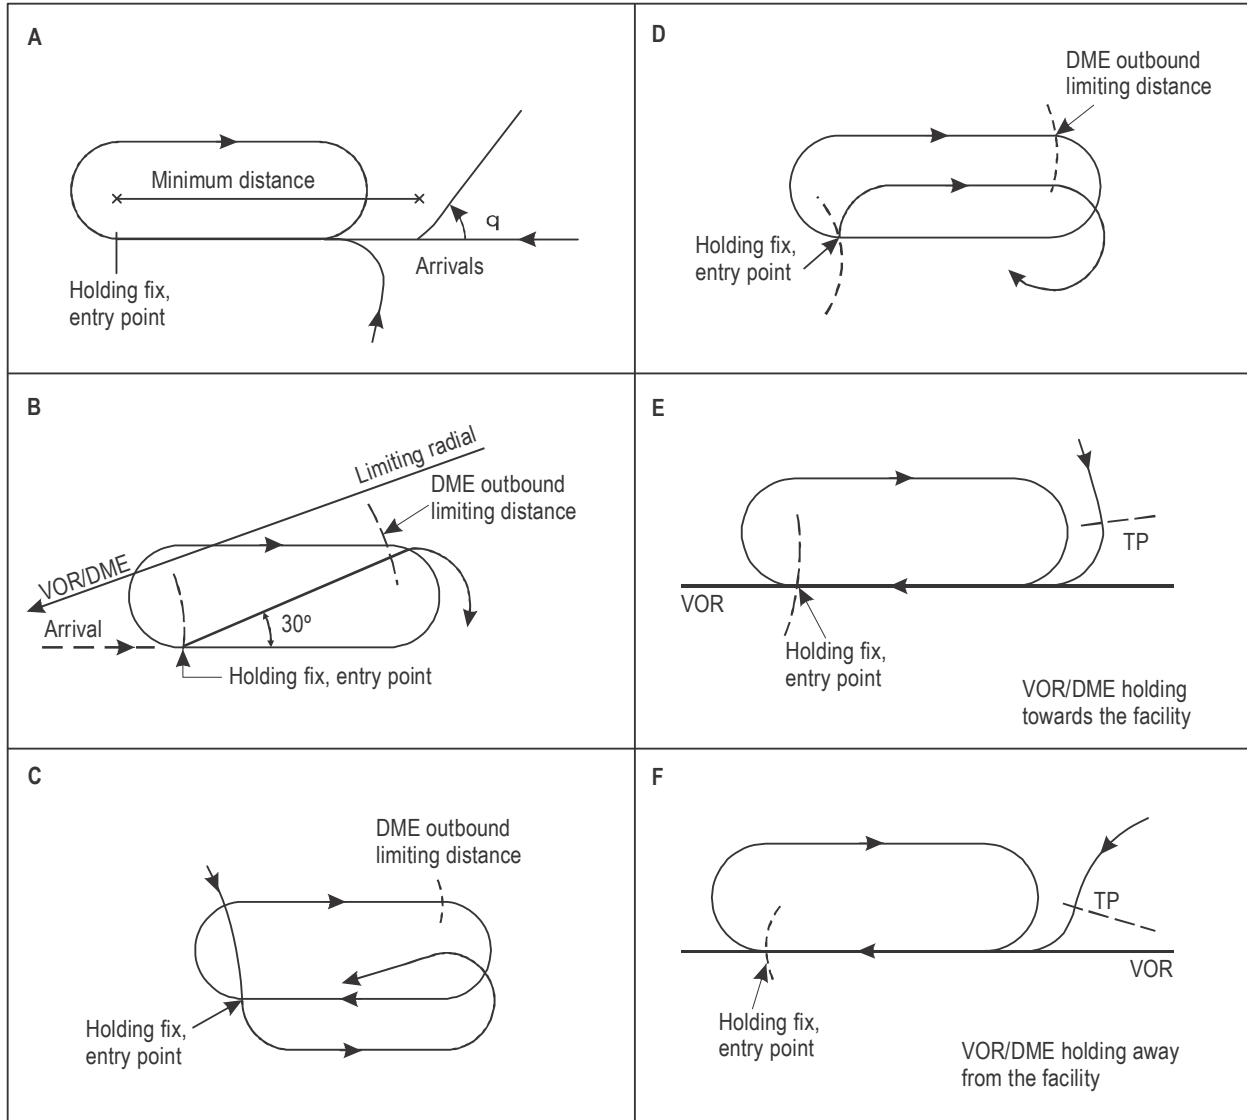 A
Minimum distance
q
Arrivals
Holding fix,
entry point
B
Limiting radial
DME outbound
limiting distance
VOR/DME
Arrival
30º
Holding fix, entry point
C
DME outbound
limiting distance
Holding fix,
entry point
D
DME outbound
limiting distance
Holding fix,
entry point
E
TP
VOR
Holding fix,
entry point
VOR/DME holding
towards the facility
F
TP
VOR
Holding fix,
entry point
VOR/DME holding away
from the facility